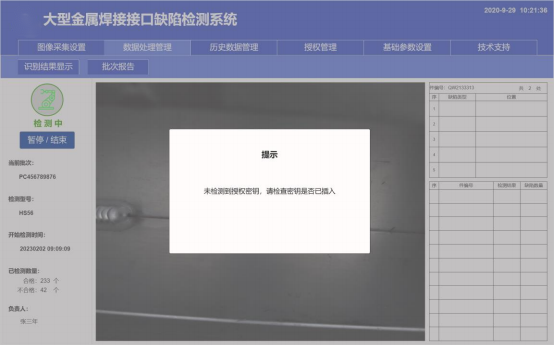 大型金属焊接接口缺陷检测系统
2020-9-29 10:21:36
图像采集设置
数据处理管理
历史数据管理
授权管理
基础参数设置
技术支持
识别结果显示
批次报告
检测中
暂停 / 结束
当前批次：
PC456789876
检测型号：
HS56
开始检测时间：
20230202 09:09:09
已检测数量：
合格：233 个
不合格：42 个
负责人：
张三年
提示
未检测到授权密钥，请检查密钥是否已插入
共 2 点
序 缺陷类型 位置
1
2
3
4
5
序 件编号 检测结果 缺陷数量